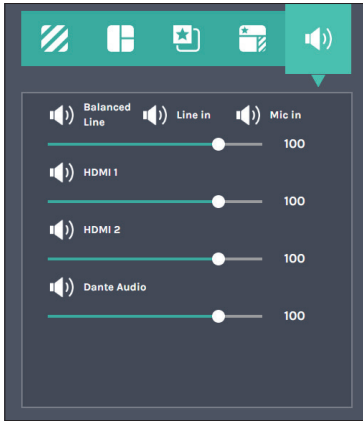 Balanced Line
Line in
Mic in
100
HDMI 1
100
HDMI 2
100
Dante Audio
100